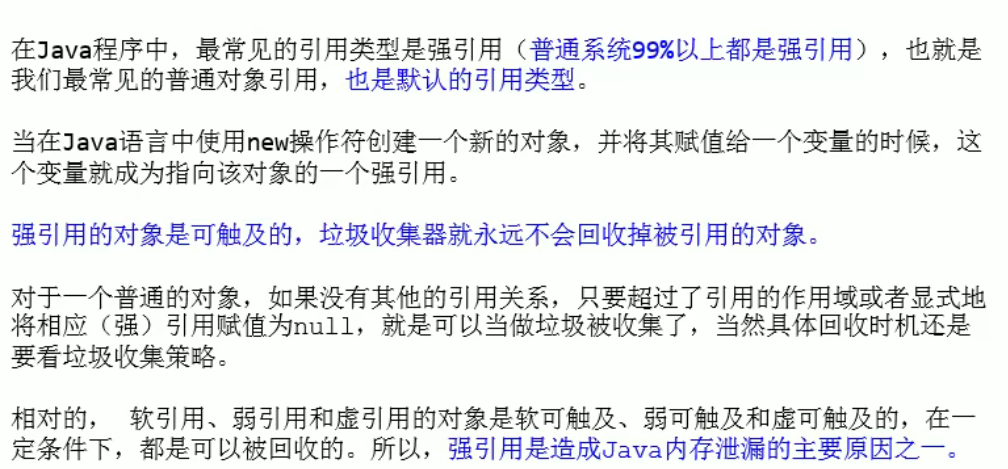 在Java程序中，最常见的引用类型是强引用（普通系统99%以上都是强引用），也就是
我们最常见的普通对象引用，也是默认的引用类型。
当在Java语言中使用new操作符创建一个新的对象，并将其赋值给一个变量的时候，这
个变量就成为指向该对象的一个强引用。
强引用的对象是可触及的，垃圾收集器就永远不会回收掉被引用的对象。
对于一个普通的对象，如果没有其他的引用关系，只要超过了引用的作用域或者显式地
将相应（强）引用赋值为null，就是可以当做垃圾被收集了，当然具体回收时机还是
要看垃圾收集策略。
相对的， 软引用、弱引用和虚引用的对象是软可触及、弱可触及和虚可触及的，在一
定条件下，都是可以被回收的。所以，强引用是造成Java内存泄漏的主要原因之一。